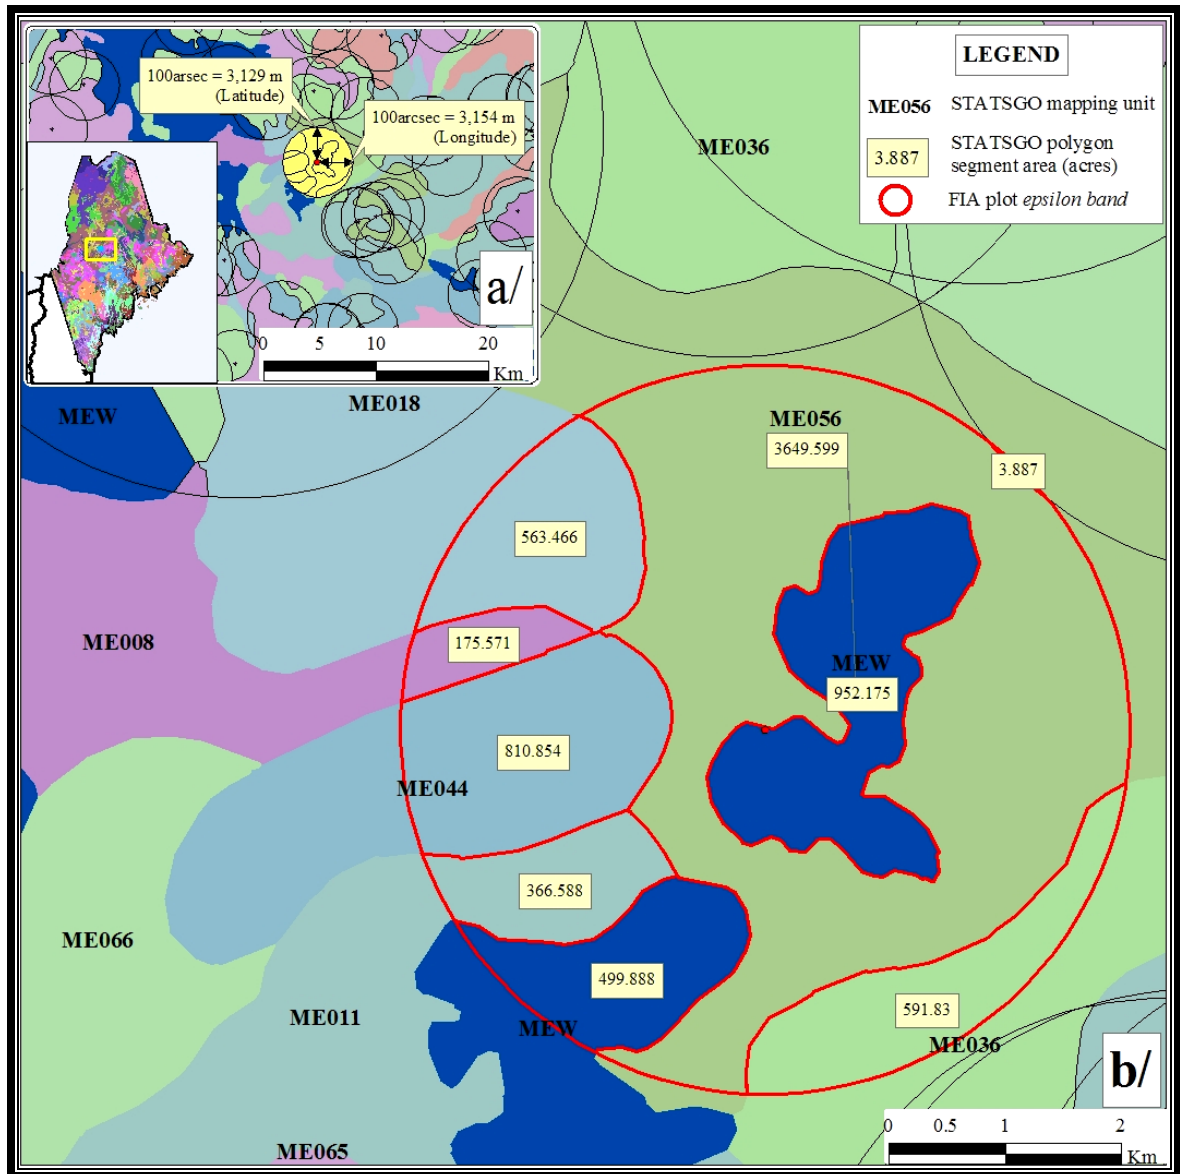 100arsec = 3,129 m
(Latitude)
100arcsec = 3,154 m
(Longitude)
a/
0 5 10 20
Km
LEGEND
ME056 STATSGO mapping unit
3.887 STATSGO polygon
segment area (acres)
FIA plot epsilon band
ME036
MEW
ME018
ME056
3649.599
3.887
563.466
ME008
175.571
MEW
952.175
810.854
ME044
366.588
ME066
499.888
591.83
ME011
MEW
ME036
b/
ME065
0 0.5 1 2
Km